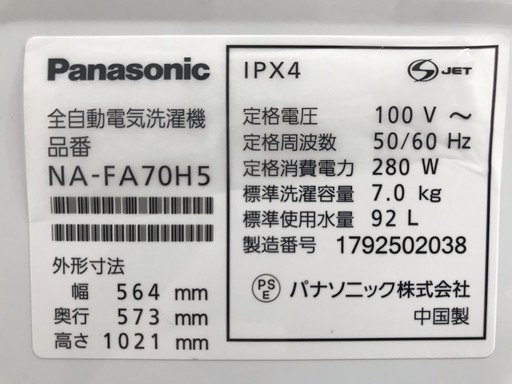 Panasonic
全自動電気洗濯機
品番
NA-FA70H5
外形寸法
幅 564 mm
奥行 573 mm
高さ 1021 mm
IPX4
S JET
定格電圧 100 V ～
定格周波数 50/60 Hz
定格消費電力 280 W
標準洗濯容量 7.0 kg
標準使用水量 92 L
製造番号 1792502038
PSE パナソニック株式会社
中国製